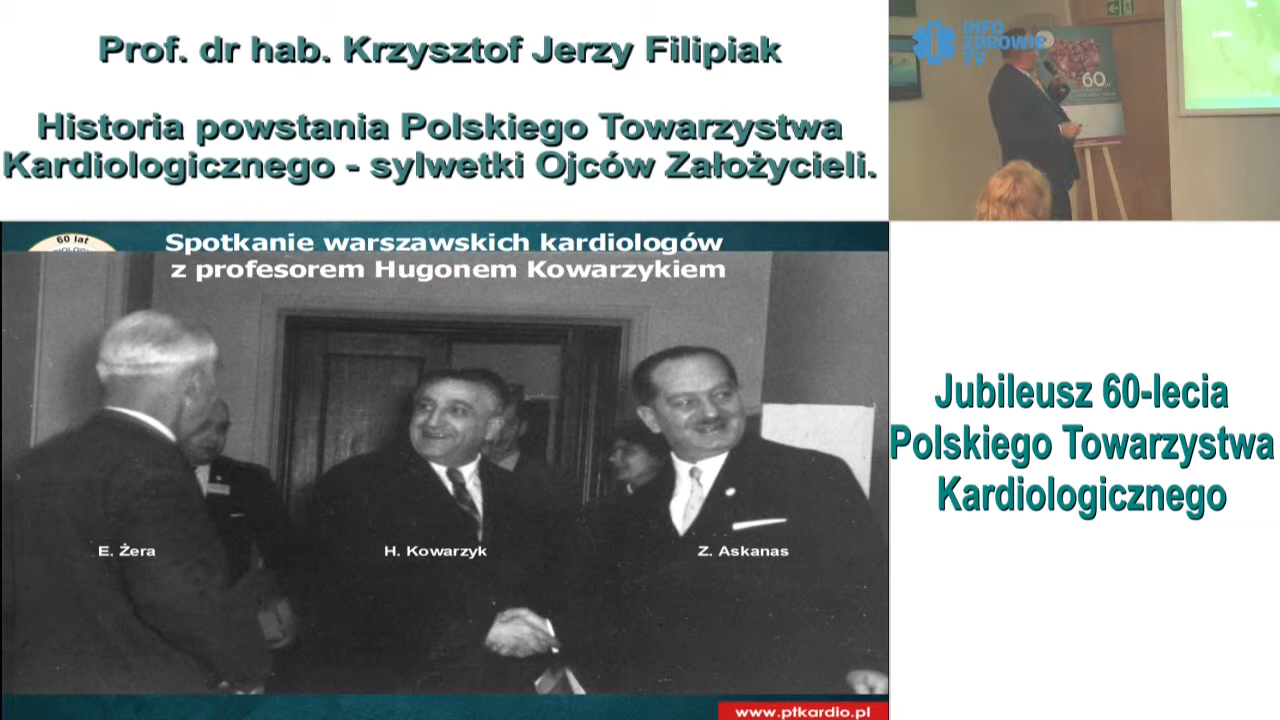 Prof. dr hab. Krzysztof Jerzy Filipiak
Historia powstania Polskiego Towarzystwa
Kardiologicznego - sylwetki Ojców Założycieli.
INFO
ZDROWIE
TV
60
60 lat
Spotkanie warszawskich kardiologów
z profesorem Hugonem Kowarzykiem
E. Żera
H. Kowarzyk
Z. Askanas
www.ptkardio.pl
Jubileusz 60-lecia
Polskiego Towarzystwa
Kardiologicznego